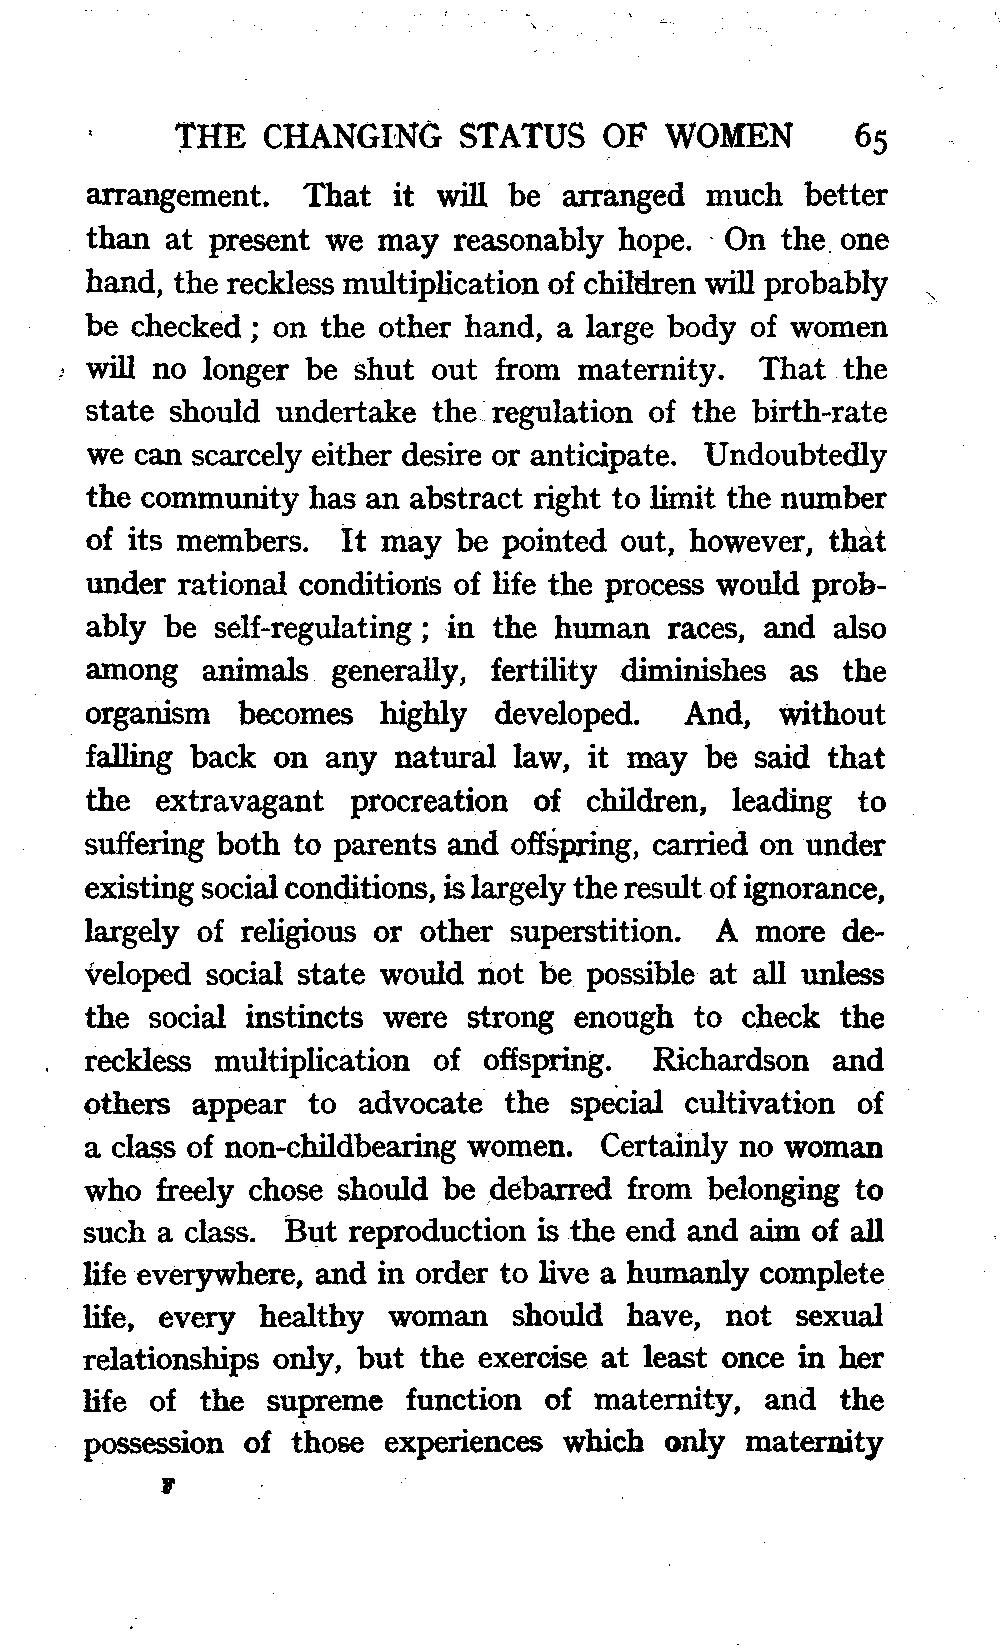 THE CHANGING STATUS OF WOMEN 65
arrangement. That it will be arranged much better
than at present we may reasonably hope. On the one
hand, the reckless multiplication of children will probably
be checked ; on the other hand, a large body of women
will no longer be shut out from maternity. That the
state should undertake the regulation of the birth-rate
we can scarcely either desire or anticipate. Undoubtedly
the community has an abstract right to limit the number
of its members. It may be pointed out, however, that
under rational conditions of life the process would prob-
ably be self-regulating ; in the human races, and also
among animals generally, fertility diminishes as the
organism becomes highly developed. And, without
falling back on any natural law, it may be said that
the extravagant procreation of children, leading to
suffering both to parents and offspring, carried on under
existing social conditions, is largely the result of ignorance,
largely of religious or other superstition. A more de-
veloped social state would not be possible at all unless
the social instincts were strong enough to check the
reckless multiplication of offspring. Richardson and
others appear to advocate the special cultivation of
a class of non-childbearing women. Certainly no woman
who freely chose should be debarred from belonging to
such a class. But reproduction is the end and aim of all
life everywhere, and in order to live a humanly complete
life, every healthy woman should have, not sexual
relationships only, but the exercise at least once in her
life of the supreme function of maternity, and the
possession of those experiences which only maternity
F